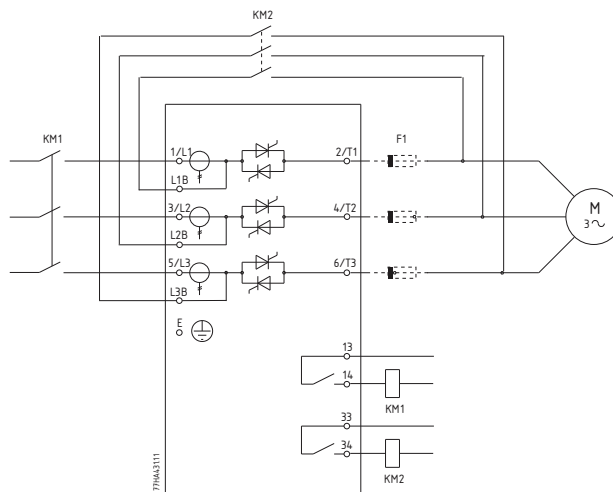 KM2
KM1
F1
1/L1
2/T1
L1B
3/L2
4/T2
L2B
5/L3
6/T3
L3B
M
3~
E
13
14
KM1
33
34
KM2
77HA43111